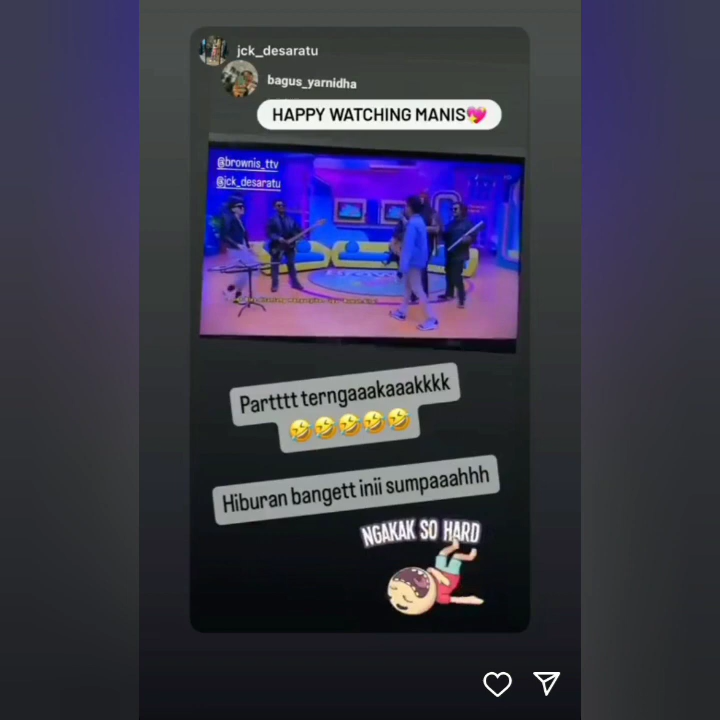 jck_desaratu
bagus_yarnidha
HAPPY WATCHING MANIS💖
@brownis_ttv
@jck_desaratu
Partttt terngaaakaaakkkk
🤣🤣🤣🤣🤣
Hiburan bangett inii sumpaaahhh
NGAKAK SO HARD